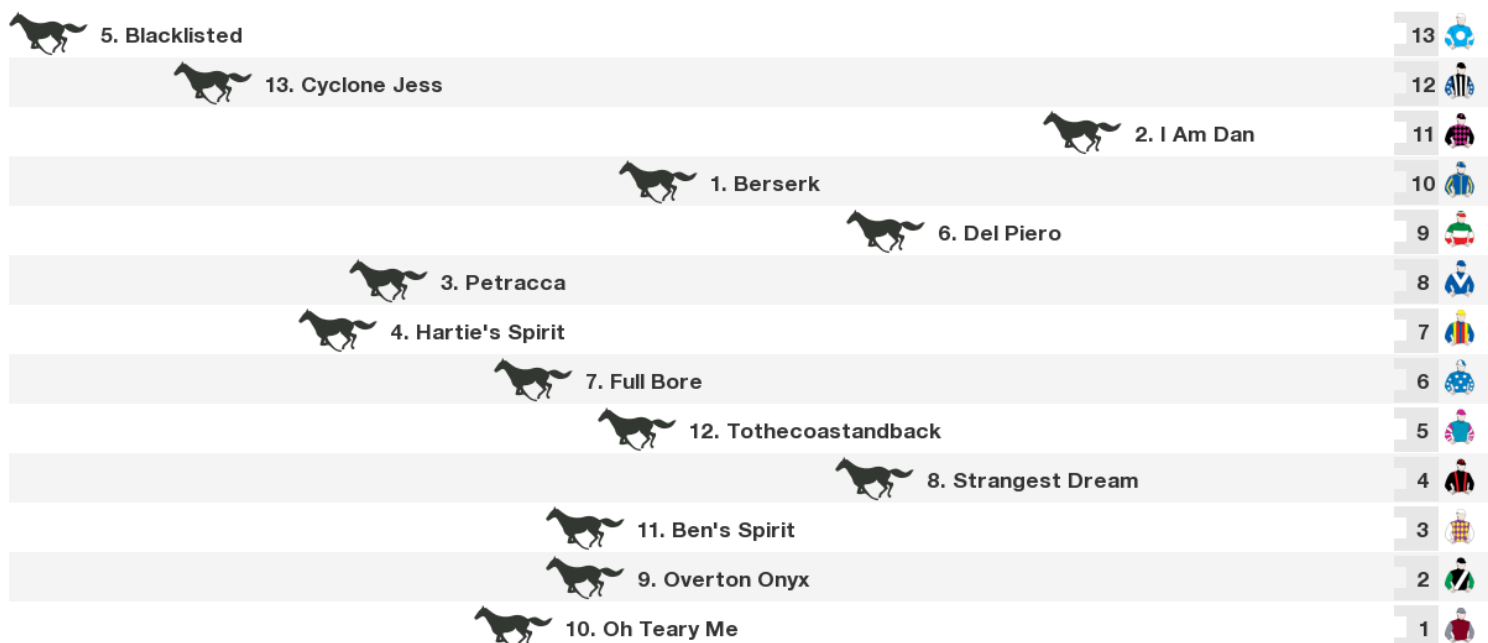 5. Blacklisted 13
13. Cyclone Jess 12
2. I Am Dan 11
1. Berserk 10
6. Del Piero 9
3. Petracca 8
4. Hartie's Spirit 7
7. Full Bore 6
12. Tothecoastandback 5
8. Strangest Dream 4
11. Ben's Spirit 3
9. Overton Onyx 2
10. Oh Teary Me 1